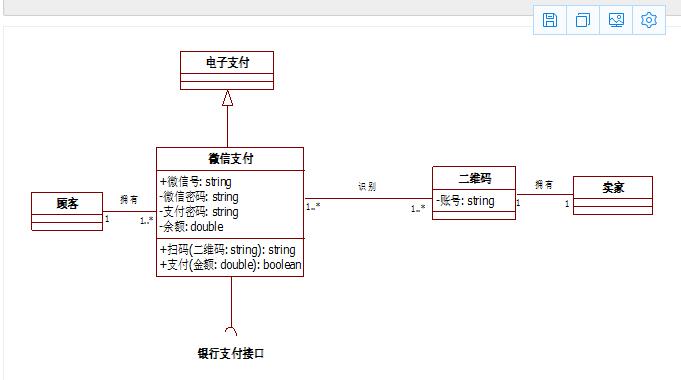 电子支付
微信支付
+微信号: string
-微信密码: string
-支付密码: string
-余额: double
+扫码(二维码: string): string
+支付(金额: double): boolean
顾客
拥有
1
1..*
识别
1..*
1..*
二维码
-账号: string
拥有
1
1
卖家
银行支付接口